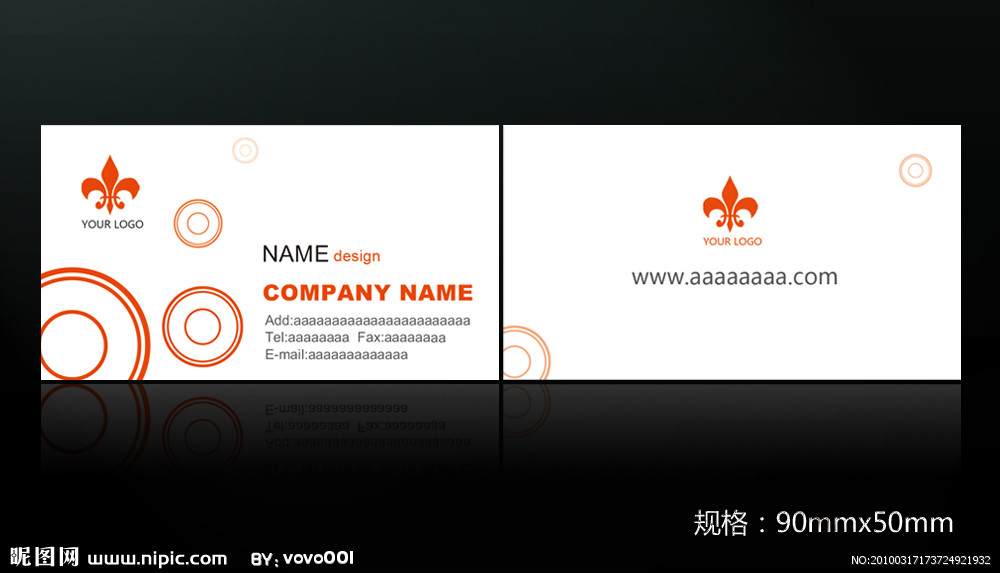 YOUR LOGO
NAME design
COMPANY NAME
Add:aaaaaaaaaaaaaaaaaaaaaaa
Tel:aaaaaaaa Fax:aaaaaaaa
E-mail:aaaaaaaaaaaaa
YOUR LOGO
www.aaaaaaaa.com
规格：90mmx50mm
昵图网 www.nipic.com BY:vovo001
NO:20100317173724921932